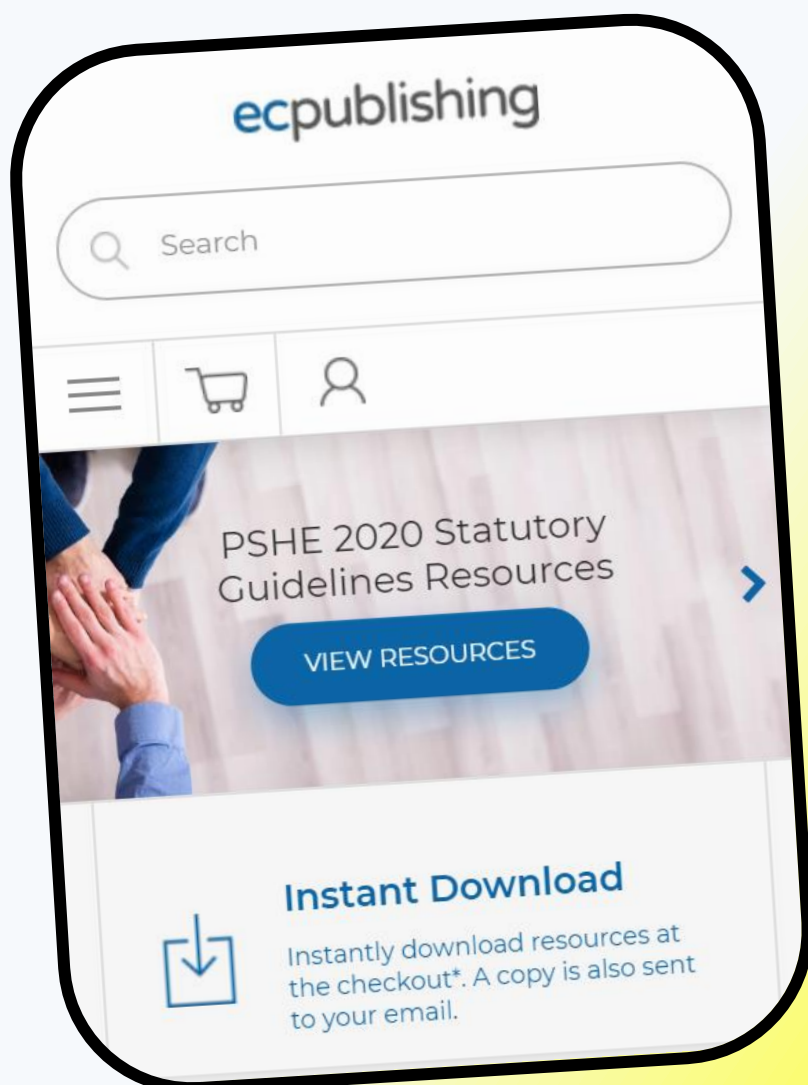 ecpublishing
Search
PSHE 2020 Statutory
Guidelines Resources
VIEW RESOURCES
Instant Download
Instantly download resources at
the checkout*. A copy is also sent
to your email.